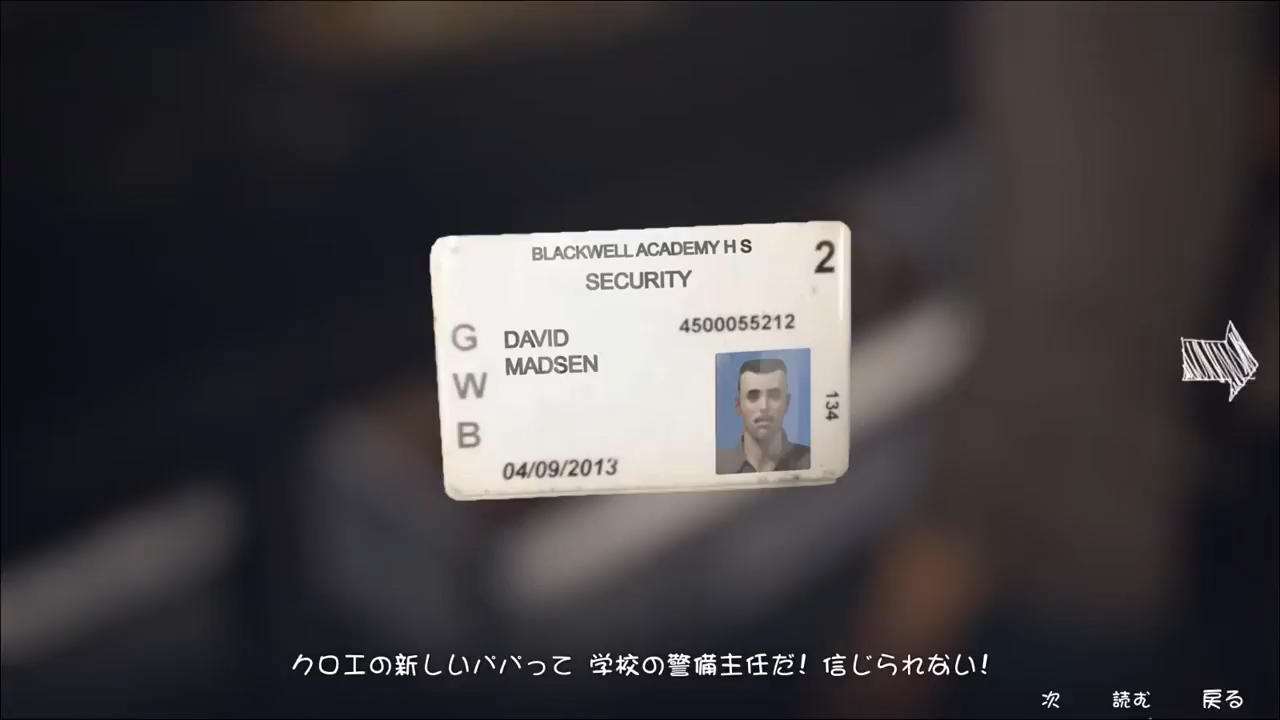 BLACKWELL ACADEMY H S
2
SECURITY
4500055212
G
DAVID
MADSEN
W
B
134
04/09/2013
クロエの新しいパパって 学校の警備主任だ! 信じられない!
次 読む 戻る